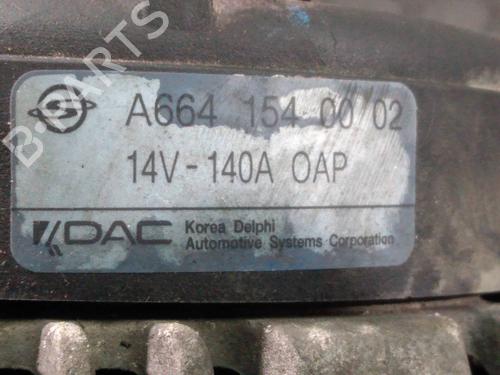 A664 154 00 02
14V-140A OAP
KDAC Korea Delphi
Automotive Systems Corporation
B-PARTS